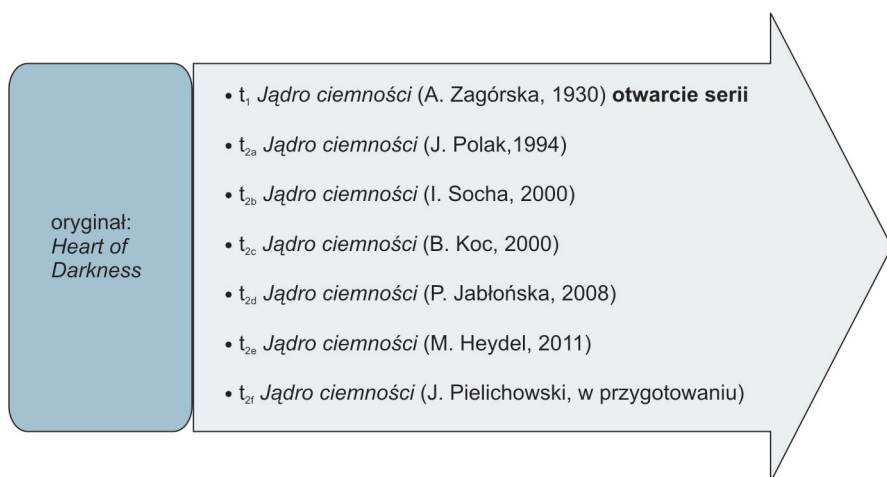 oryginał:
Heart of
Darkness
• t₁ Jądro ciemności (A. Zagórska, 1930) otwarcie serii
• t₂ₐ Jądro ciemności (J. Polak,1994)
• t2b Jądro ciemności (I. Socha, 2000)
• t2c Jądro ciemności (B. Koc, 2000)
• t2d Jądro ciemności (P. Jabłońska, 2008)
• t2e Jądro ciemności (M. Heydel, 2011)
• t2f Jądro ciemności (J. Pielichowski, w przygotowaniu)